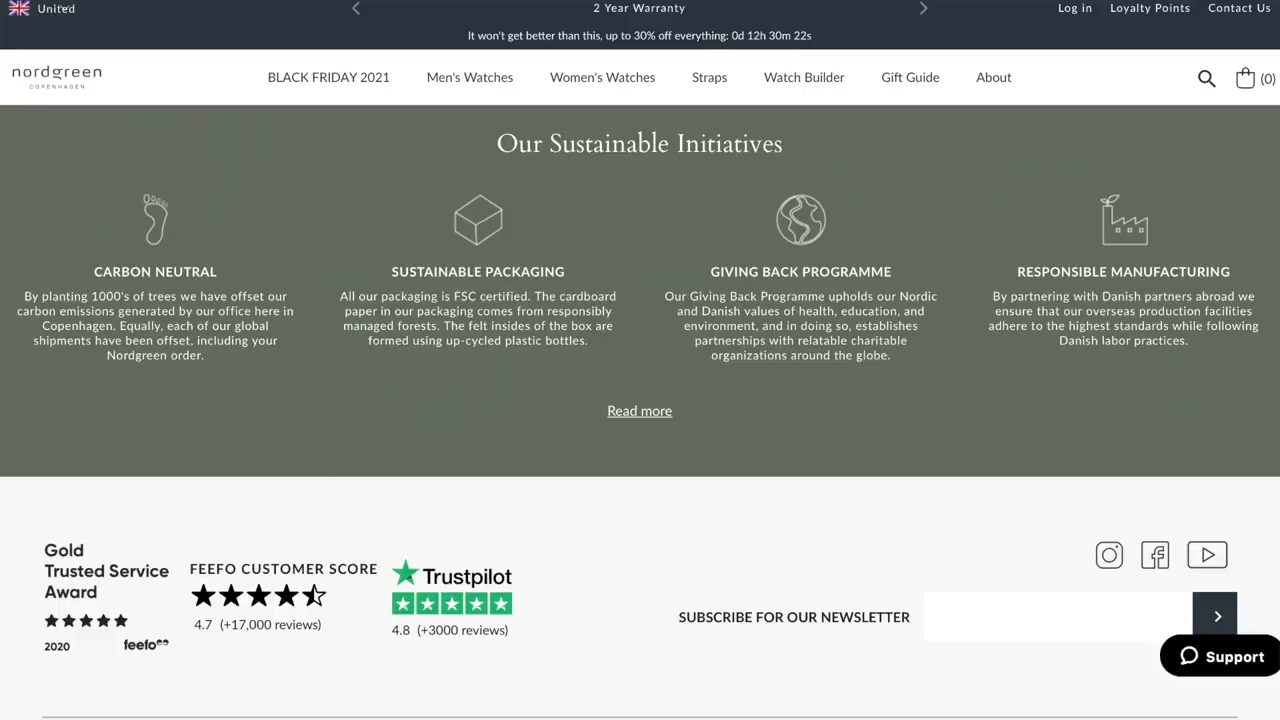 United
2 Year Warranty
Log in Loyalty Points Contact Us
It won't get better than this, up to 30% off everything: 0d 12h 30m 22s
nordgreen
COPENHAGEN
BLACK FRIDAY 2021 Men's Watches Women's Watches Straps Watch Builder Gift Guide About
(0)
Our Sustainable Initiatives
CARBON NEUTRAL
By planting 1000's of trees we have offset our
carbon emissions generated by our office here in
Copenhagen. Equally, each of our global
shipments have been offset, including your
Nordgreen order.
SUSTAINABLE PACKAGING
All our packaging is FSC certified. The cardboard
paper in our packaging comes from responsibly
managed forests. The felt insides of the box are
formed using up-cycled plastic bottles.
GIVING BACK PROGRAMME
Our Giving Back Programme upholds our Nordic
and Danish values of health, education, and
environment, and in doing so, establishes
partnerships with relatable charitable
organizations around the globe.
RESPONSIBLE MANUFACTURING
By partnering with Danish partners abroad we
ensure that our overseas production facilities
adhere to the highest standards while following
Danish labor practices.
Read more
Gold
Trusted Service
Award
2020 feefo
FEEFO CUSTOMER SCORE
4.7 (+17,000 reviews)
Trustpilot
4.8 (+3000 reviews)
SUBSCRIBE FOR OUR NEWSLETTER
Support